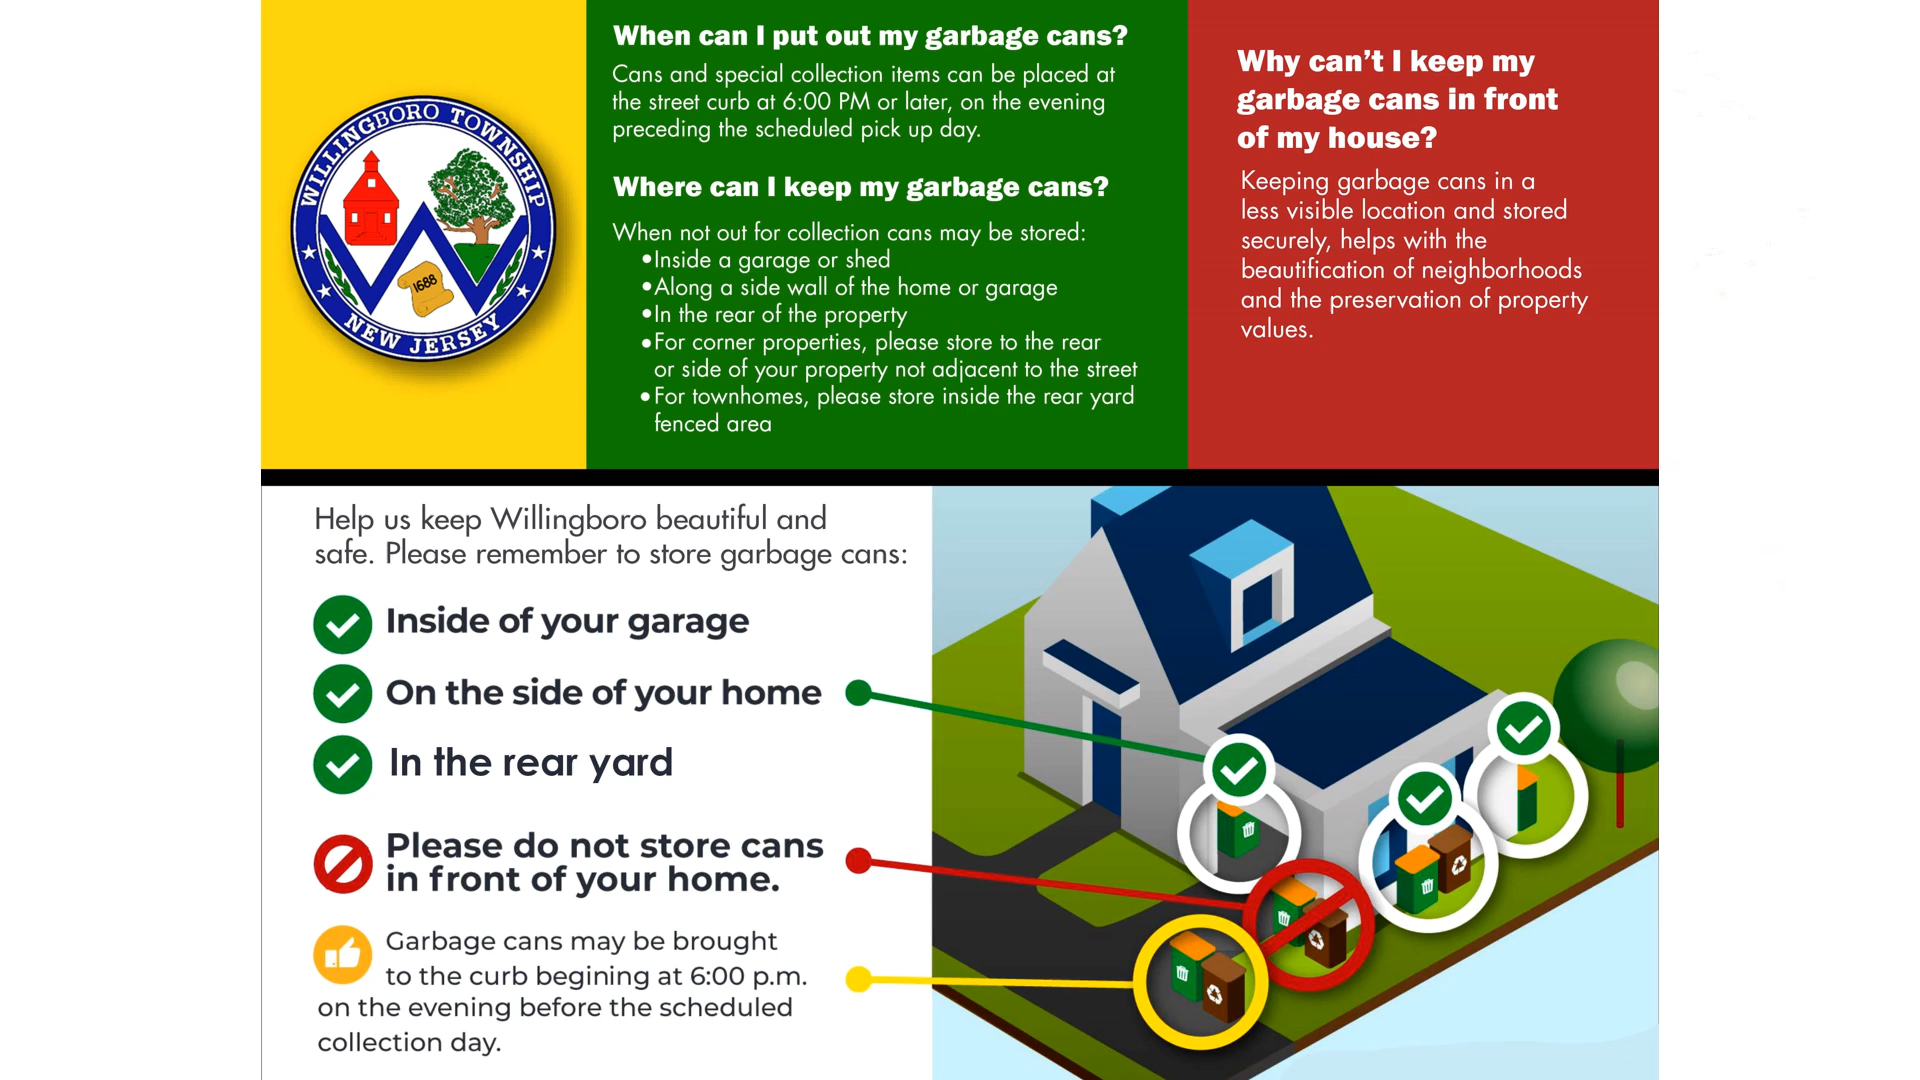 WILLINGBORO TOWNSHIP
1688
NEW JERSEY
When can I put out my garbage cans?
Cans and special collection items can be placed at
the street curb at 6:00 PM or later, on the evening
preceding the scheduled pick up day.
Where can I keep my garbage cans?
When not out for collection cans may be stored:
•Inside a garage or shed
•Along a side wall of the home or garage
•In the rear of the property
•For corner properties, please store to the rear
or side of your property not adjacent to the street
•For townhomes, please store inside the rear yard
fenced area
Why can't I keep my
garbage cans in front
of my house?
Keeping garbage cans in a
less visible location and stored
securely, helps with the
beautification of neighborhoods
and the preservation of property
values.
Help us keep Willingboro beautiful and
safe. Please remember to store garbage cans:
Inside of your garage
On the side of your home
In the rear yard
Please do not store cans
in front of your home.
Garbage cans may be brought
to the curb begining at 6:00 p.m.
on the evening before the scheduled
collection day.